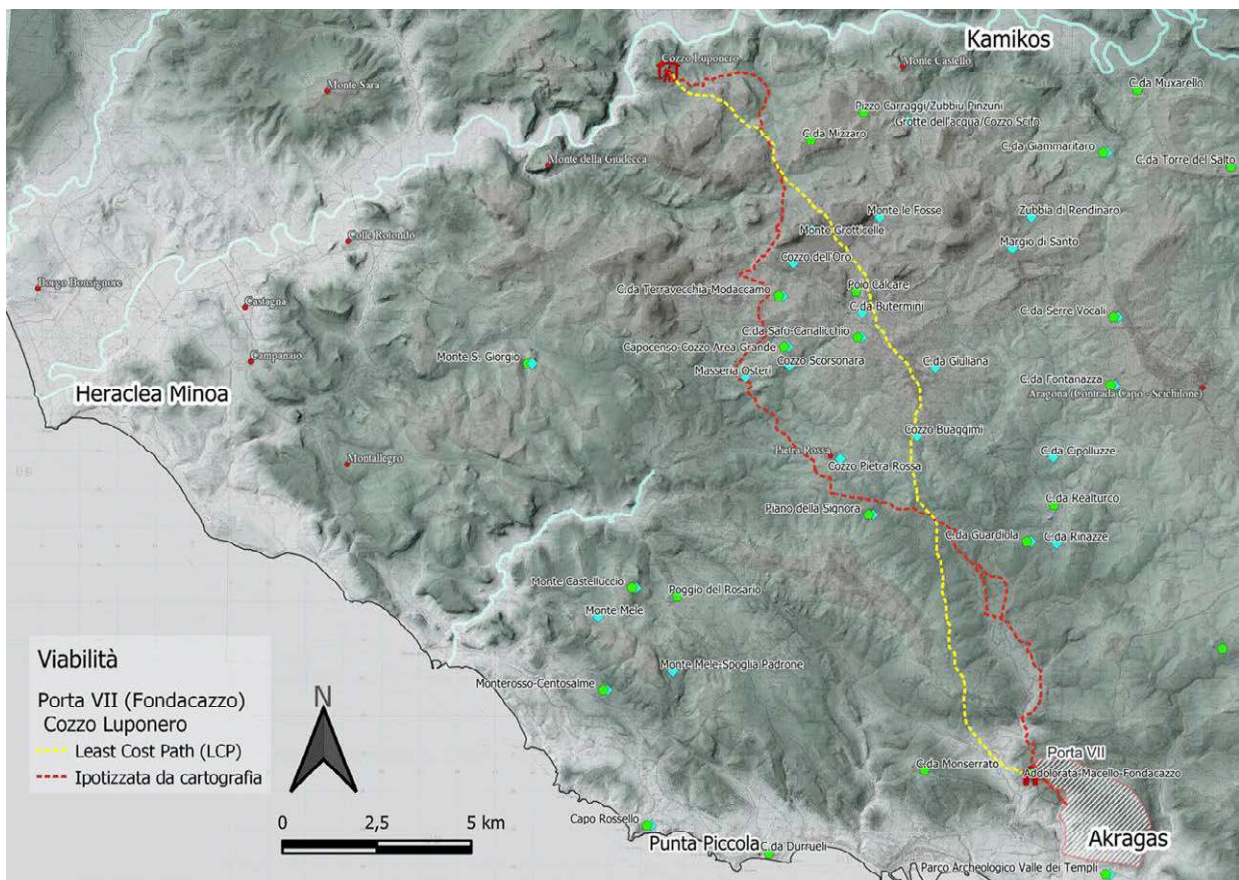 Kamikos
Cozzo Luponero
Monte Castello
Monte Sara
C.da Muxarello
Pizzo Carraggi/Zubbiu Pinzuni
Grotte dell'acqua/Cozzo Scifo
C.da Mizzaro
C.da Giammaritaro
Monte della Giudecca
C.da Torre del Salto
Monte le Fosse
Zubbia di Rendinaro
Monte Grotticelle
Colle Rotondo
Margio di Santo
Cozzo dell'Oro
Borgo Bonsignore
C.da Terravecchia-Modaccamo
Poio Calcare
Castagna
C.da Butermini
C.da Serre Vocali
C.da Safo-Canalicchio
Capocenso-Cozzo Area Grande
Monte S. Giorgio
Campanaio
Cozzo Scorsonara
C.da Giuliana
Masseria Osteri
C.da Fontanazza
Aragona (Contrada Capo - Scichilone)
Heraclea Minoa
Cozzo Buaggimi
Pietra Rossa
Cozzo Pietra Rossa
C.da Cipolluzze
Montallegro
C.da Realturco
Piano della Signora
C.da Guardiola
C.da Rinazze
Monte Castelluccio
Poggio del Rosario
Monte Mele
Monte Mele-Spoglia Padrone
Monterosso-Centosalme
Viabilità
Porta VII (Fondacazzo)
Cozzo Luponero
Least Cost Path (LCP)
Ipotizzata da cartografia
N
0 2,5 5 km
Porta VII
C.da Monserrato
Addolorata-Macello-Fondacazzo
Capo Rossello
Punta Piccola
C.da Durrueli
Akragas
Parco Archeologico Valle dei Templi